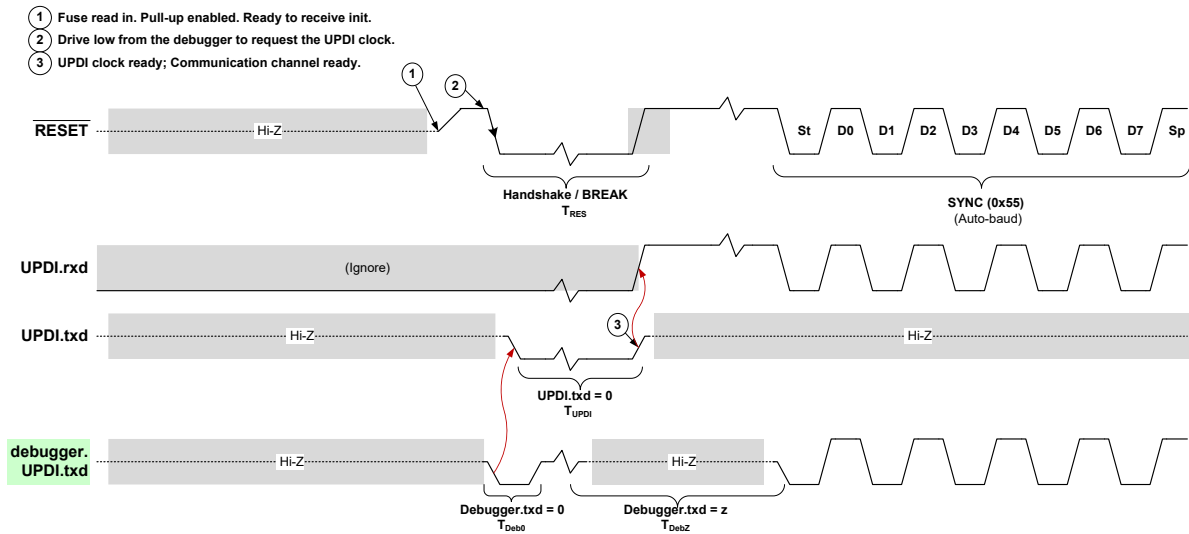 1 Fuse read in. Pull-up enabled. Ready to receive init.
2 Drive low from the debugger to request the UPDI clock.
3 UPDI clock ready; Communication channel ready.
1
2
RESET
Hi-Z
St D0 D1 D2 D3 D4 D5 D6 D7 Sp
Handshake / BREAK
TRES
SYNC (0x55)
(Auto-baud)
UPDI.rxd
(Ignore)
UPDI.txd
Hi-Z
3
Hi-Z
UPDI.txd = 0
TUPDI
debugger.
UPDI.txd
Hi-Z
Hi-Z
Debugger.txd = 0
TDeb0
Debugger.txd = z
TDebZ